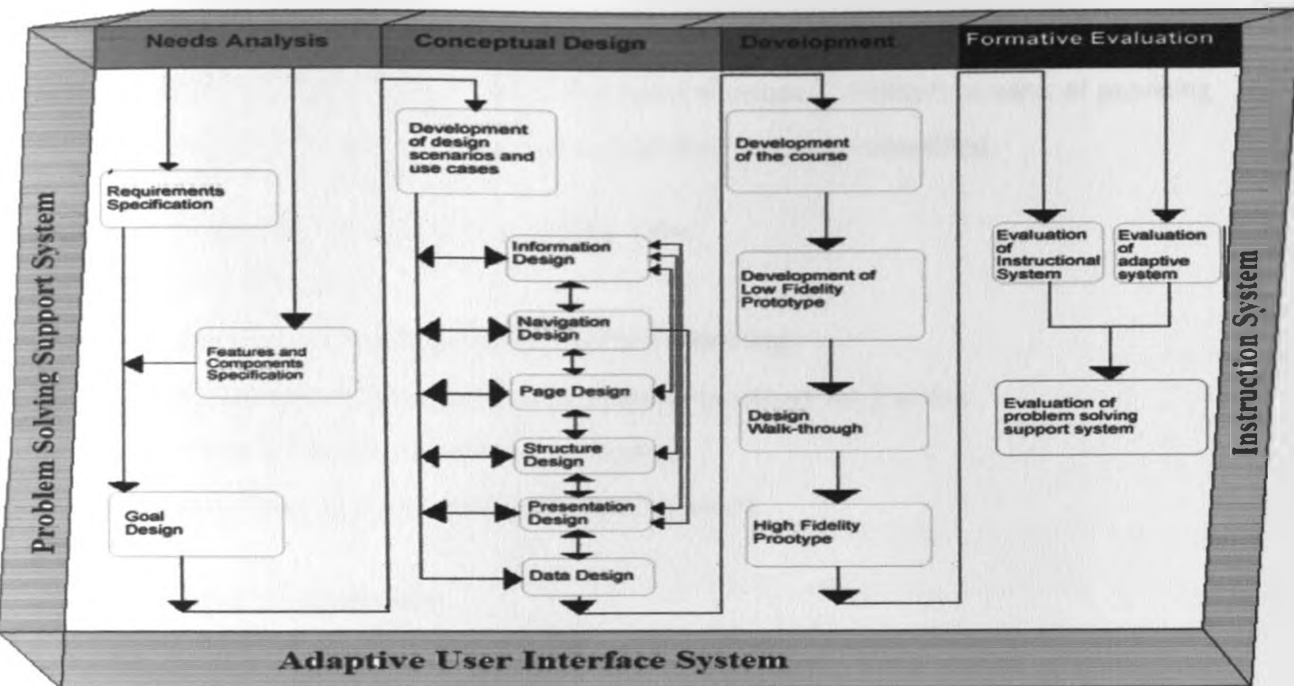 Needs Analysis
Conceptual Design
Development
Formative Evaluation
Problem Solving Support System
Requirements
Specification
Features and
Components
Specification
Goal
Design
Development
of design
scenarios and
use cases
Information
Design
Navigation
Design
Page Design
Structure
Design
Presentation
Design
Data Design
Development
of the course
Development of
Low Fidelity
Prototype
Design
Walk-through
High Fidelity
Prootype
Evaluation
of
Instructional
System
Evaluation
of
adaptive
system
Evaluation of
problem solving
support system
Instruction System
Adaptive User Interface System